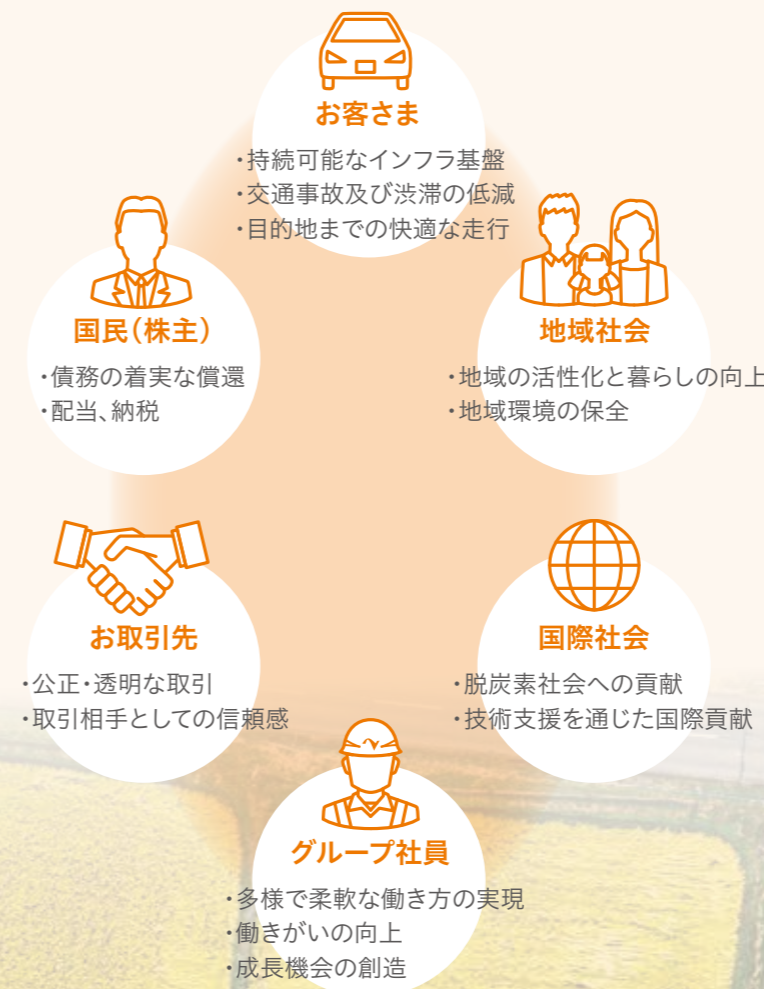 お客さま
・持続可能なインフラ基盤
・交通事故及び渋滞の低減
・目的地までの快適な走行
国民(株主)
・債務の着実な償還
・配当、納税
地域社会
・地域の活性化と暮らしの向上
・地域環境の保全
お取引先
・公正・透明な取引
・取引相手としての信頼感
国際社会
・脱炭素社会への貢献
・技術支援を通じた国際貢献
グループ社員
・多様で柔軟な働き方の実現
・働きがいの向上
・成長機会の創造